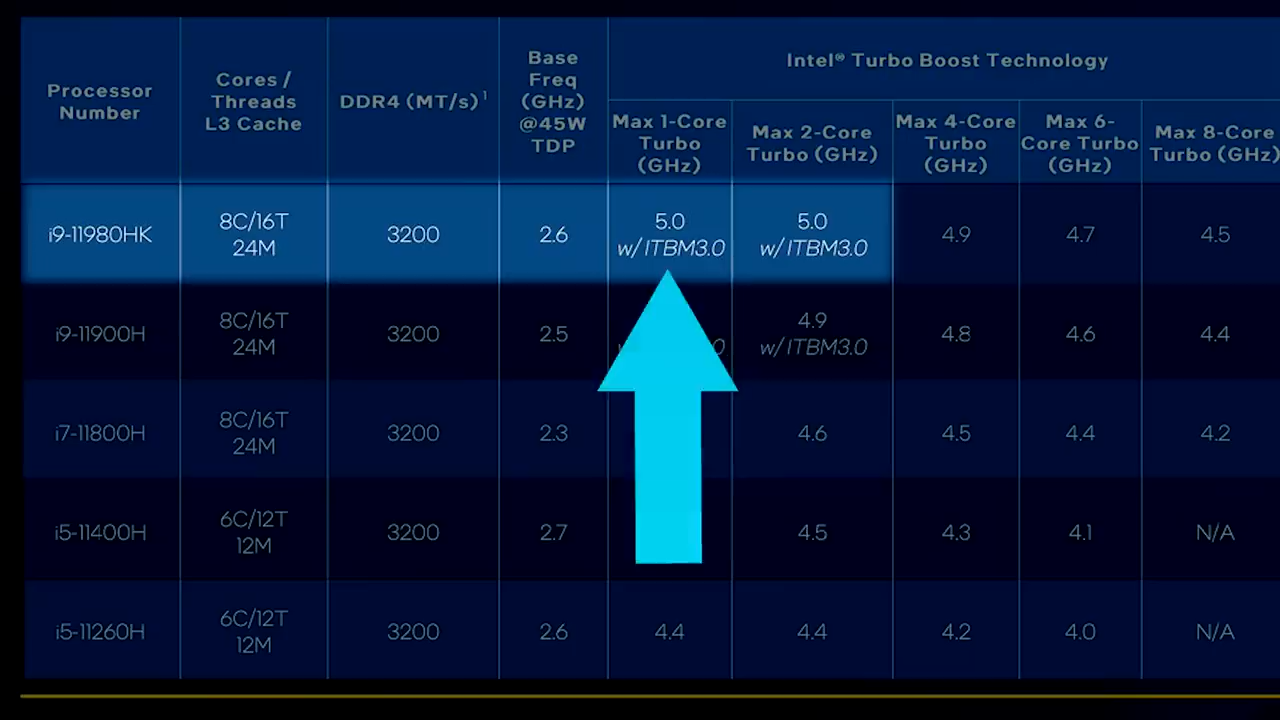 Processor
Number
Cores /
Threads
L3 Cache
DDR4 (MT/s)¹
Base
Freq
(GHz)
@45W
TDP
Intel® Turbo Boost Technology
Max 1-Core
Turbo
(GHz)
Max 2-Core
Turbo (GHz)
Max 4-Core
Turbo
(GHz)
Max 6-
Core Turbo
(GHz)
Max 8-Core
Turbo (GHz)
i9-11980HK
8C/16T
24M
3200
2.6
5.0
w/ ITBM3.0
5.0
w/ ITBM3.0
4.9
4.7
4.5
i9-11900H
8C/16T
24M
3200
2.5
4.9
w/ ITBM3.0
4.8
4.6
4.4
i7-11800H
8C/16T
24M
3200
2.3
4.6
4.5
4.4
4.2
i5-11400H
6C/12T
12M
3200
2.7
4.5
4.3
4.1
N/A
i5-11260H
6C/12T
12M
3200
2.6
4.4
4.4
4.2
4.0
N/A